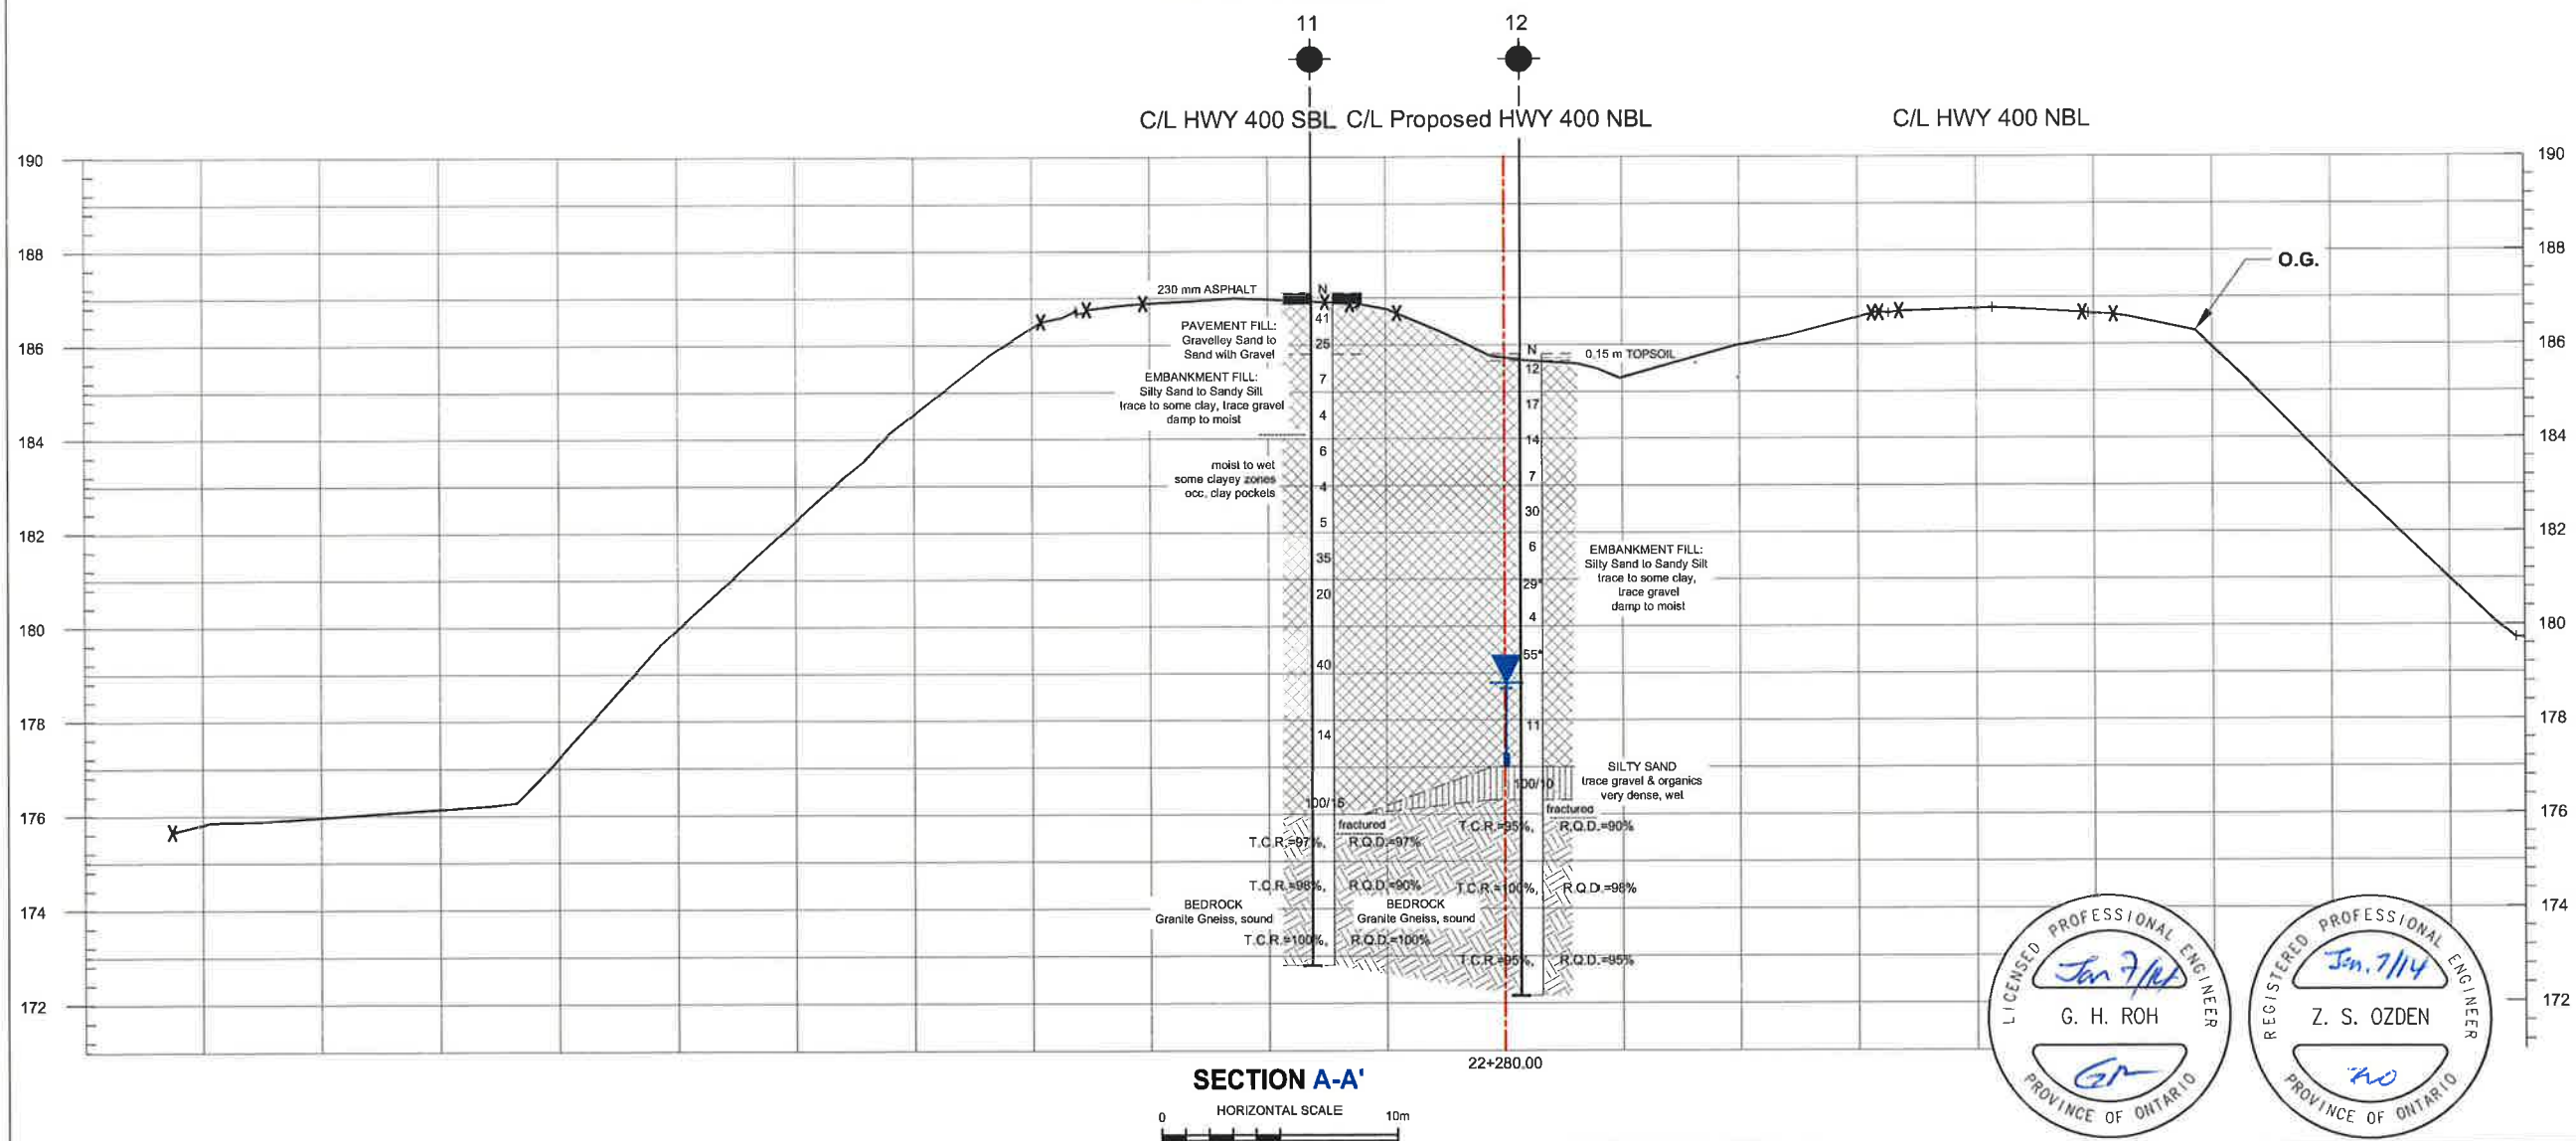 11
12
C/L HWY 400 SBL
C/L Proposed HWY 400 NBL
C/L HWY 400 NBL
190
188
186
184
182
180
178
176
174
172
190
188
186
184
182
180
178
176
174
172
O.G.
230 mm ASPHALT
PAVEMENT FILL:
Gravelley Sand to
Sand with Gravel
EMBANKMENT FILL:
Silty Sand to Sandy Silt
trace to some clay, trace gravel
damp to moist
moist to wet
some clayey zones
occ. clay pockets
N
41
25
7
4
6
4
5
35
20
40
14
100/15
fractured
T.C.R.=97%, R.Q.D.=97%
T.C.R.=98%, R.Q.D.=90%
BEDROCK
Granite Gneiss, sound
T.C.R.=100%, R.Q.D.=100%
BEDROCK
Granite Gneiss, sound
0.15 m TOPSOIL
N
12
17
14
7
30
6
29*
4
55*
11
100/10
EMBANKMENT FILL:
Silty Sand to Sandy Silt
trace to some clay,
trace gravel
damp to moist
SILTY SAND
trace gravel & organics
very dense, wet
fractured
T.C.R.=95%, R.Q.D.=90%
T.C.R.=100%, R.Q.D.=98%
T.C.R.=95%, R.Q.D.=95%
22+280.00
SECTION A-A'
HORIZONTAL SCALE
0
10m
LICENSED PROFESSIONAL ENGINEER
Jan 7/14
G. H. ROH
PROVINCE OF ONTARIO
REGISTERED PROFESSIONAL ENGINEER
Jan. 7/14
Z. S. OZDEN
PROVINCE OF ONTARIO